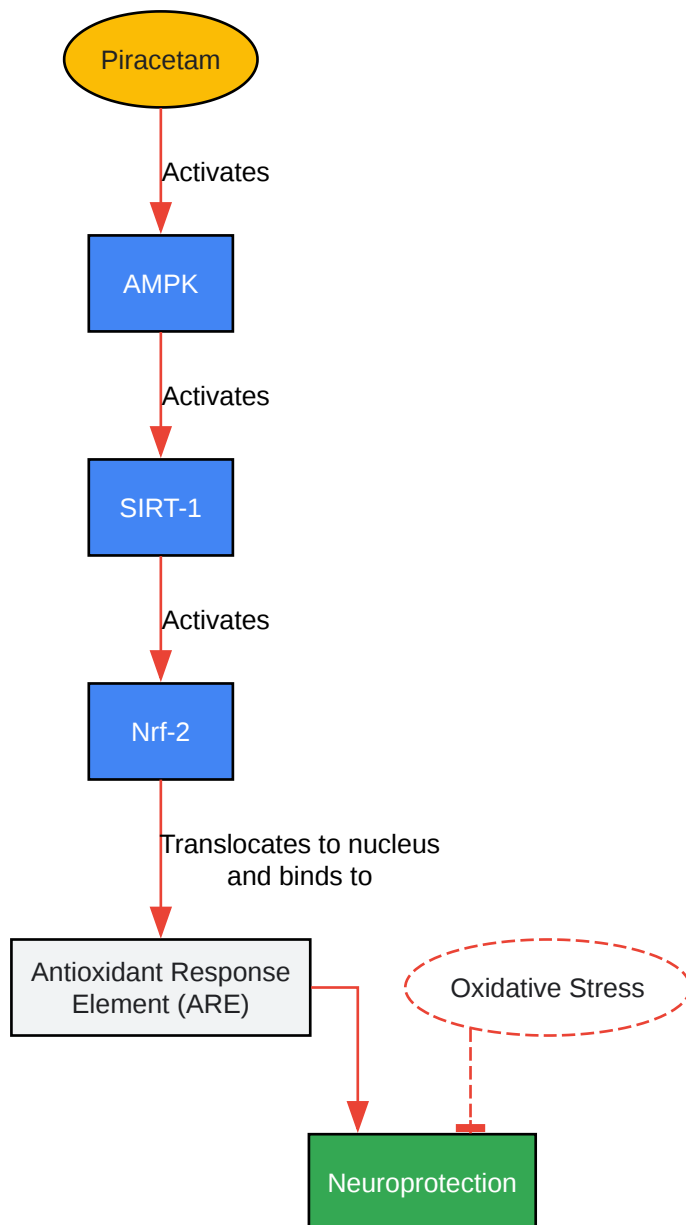 Piracetam
Activates
AMPK
Activates
SIRT-1
Activates
Nrf-2
Translocates to nucleus
and binds to
Antioxidant Response
Element (ARE)
Oxidative Stress
Neuroprotection